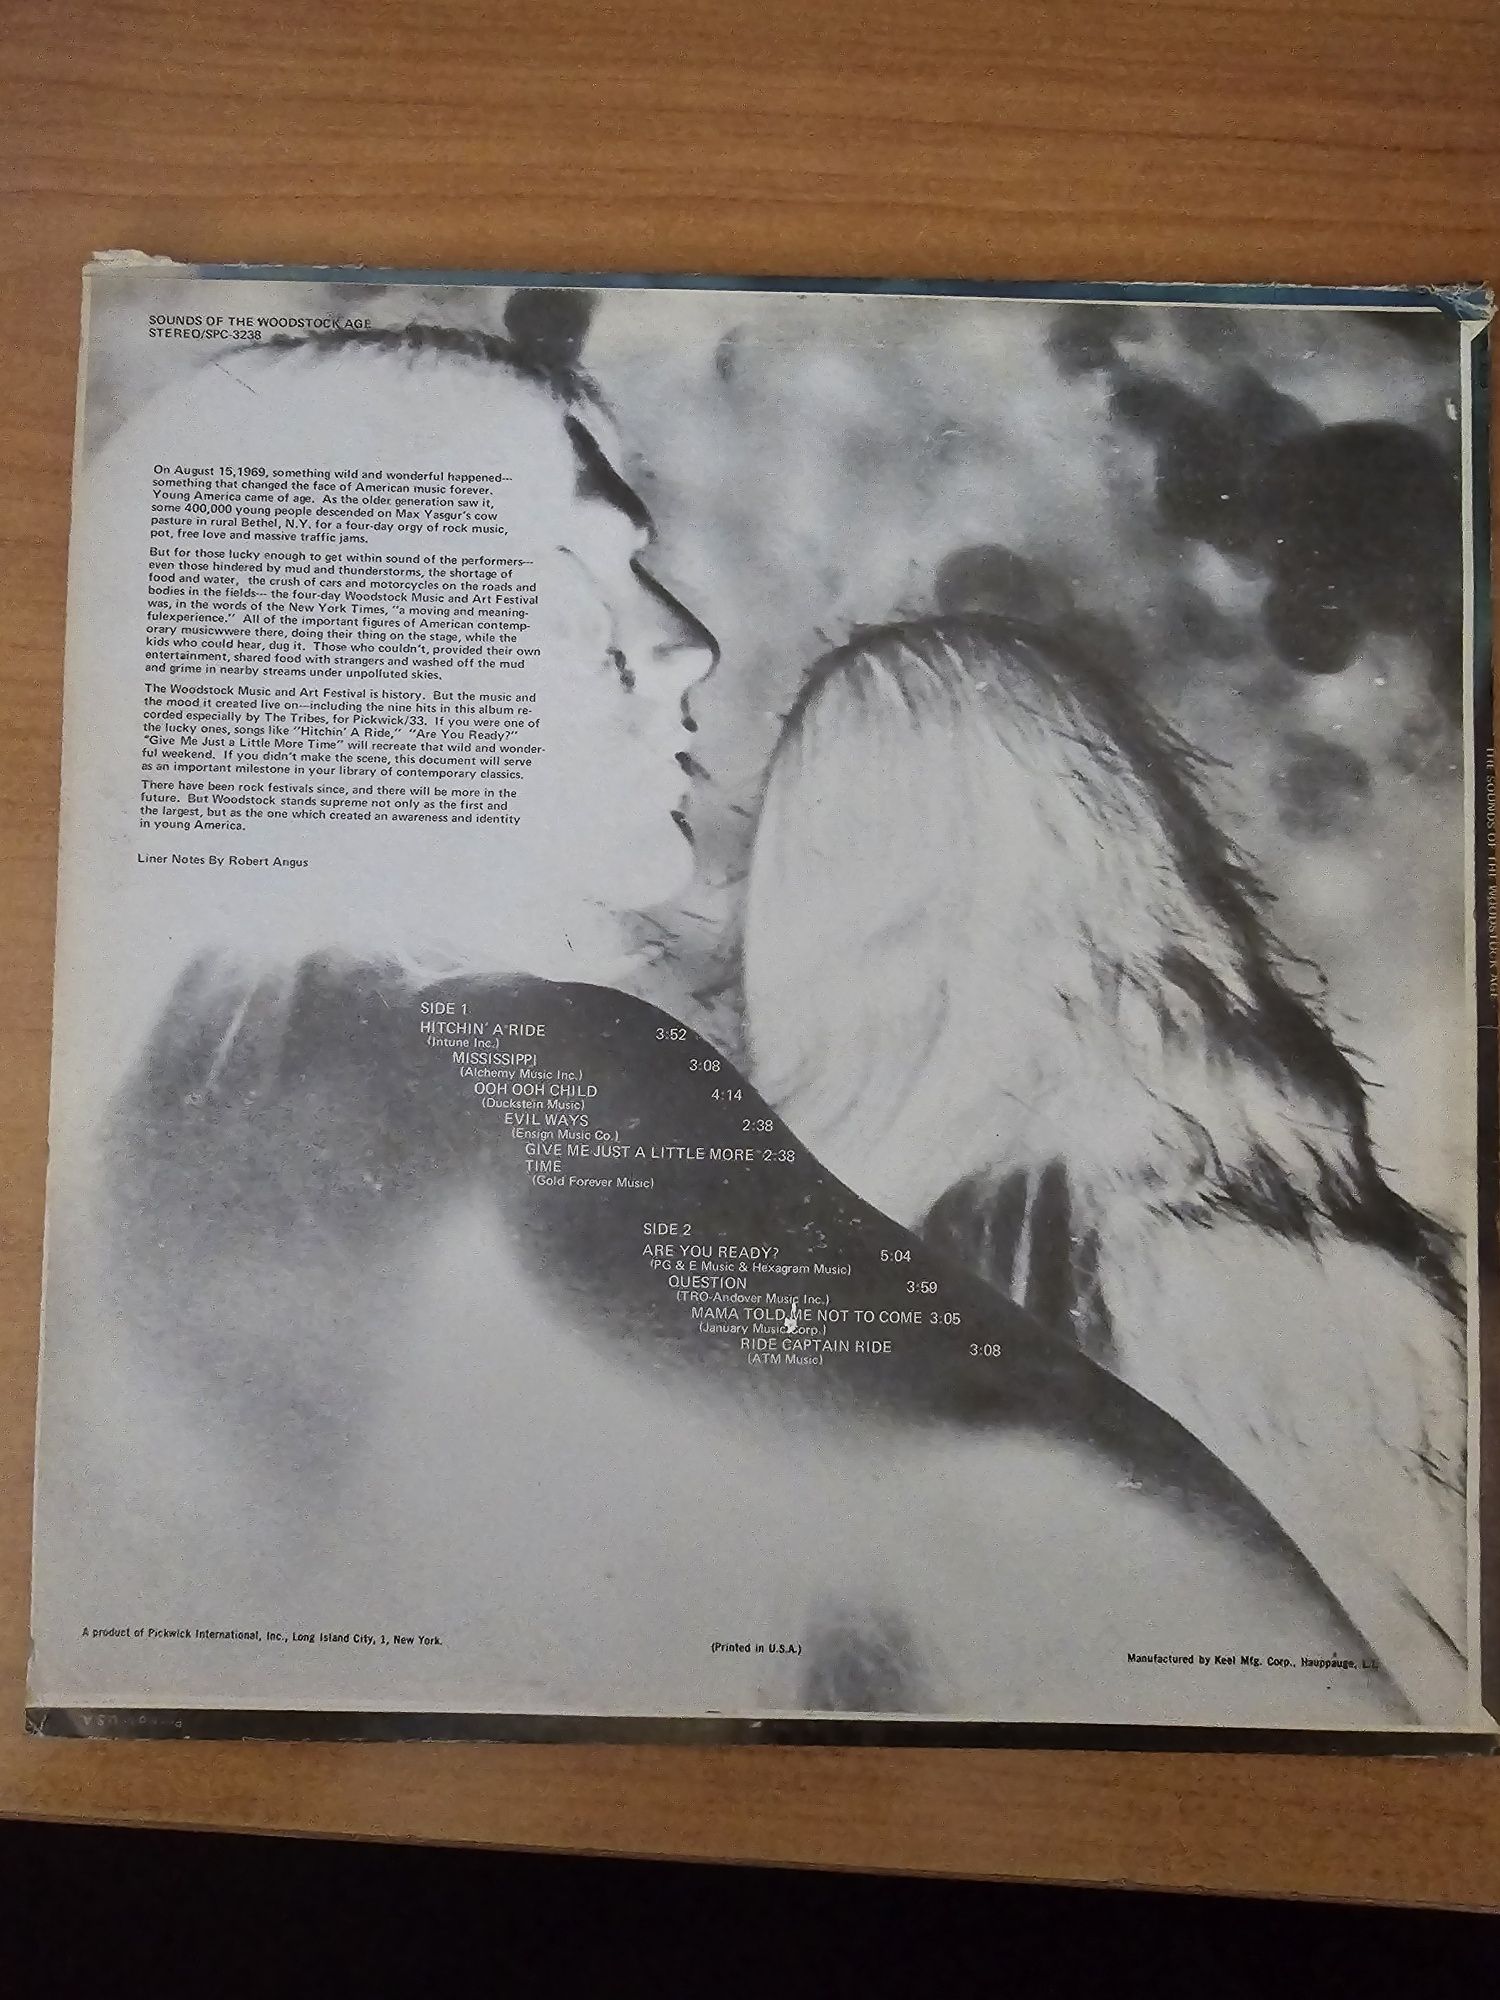 SOUNDS OF THE WOODSTOCK AGE
STEREO/SPC-3238
On August 15,1969, something wild and wonderful happened---
something that changed the face of American music forever.
Young America came of age. As the older generation saw it,
some 400,000 young people descended on Max Yasgur's cow
pasture in rural Bethel, N.Y. for a four-day orgy of rock music,
pot, free love and massive traffic jams.
But for those lucky enough to get within sound of the performers---
even those hindered by mud and thunderstorms, the shortage of
food and water, the crush of cars and motorcycles on the roads and
bodies in the fields--- the four-day Woodstock Music and Art Festival
was, in the words of the New York Times, "a moving and meaning-
fulexperience." All of the important figures of American contemp-
orary musicwwere there, doing their thing on the stage, while the
kids who could hear, dug it. Those who couldn't, provided their own
entertainment, shared food with strangers and washed off the mud
and grime in nearby streams under unpolluted skies.
The Woodstock Music and Art Festival is history. But the music and
the mood it created live on---including the nine hits in this album re-
corded especially by The Tribes, for Pickwick/33. If you were one of
the lucky ones, songs like "Hitchin' A Ride," "Are You Ready?"
"Give Me Just a Little More Time" will recreate that wild and wonder-
ful weekend. If you didn't make the scene, this document will serve
as an important milestone in your library of contemporary classics.
There have been rock festivals since, and there will be more in the
future. But Woodstock stands supreme not only as the first and
the largest, but as the one which created an awareness and identity
in young America.
Liner Notes By Robert Angus
SIDE 1
HITCHIN' A RIDE 3:52
(Intune Inc.)
MISSISSIPPI 3:08
(Alchemy Music Inc.)
OOH OOH CHILD 4:14
(Duckstein Music)
EVIL WAYS 2:38
(Ensign Music Co.)
GIVE ME JUST A LITTLE MORE 2:38
TIME
(Gold Forever Music)
SIDE 2
ARE YOU READY? 5:04
(PG & E Music & Hexagram Music)
QUESTION 3:59
(TRO-Andover Music Inc.)
MAMA TOLD ME NOT TO COME 3:05
(January Music Corp.)
RIDE CAPTAIN RIDE 3:08
(ATM Music)
A product of Pickwick International, Inc., Long Island City, 1, New York.
(Printed in U.S.A.)
Manufactured by Keel Mfg. Corp., Hauppauge, L.I.
THE SOUNDS OF THE WOODSTOCK AGE